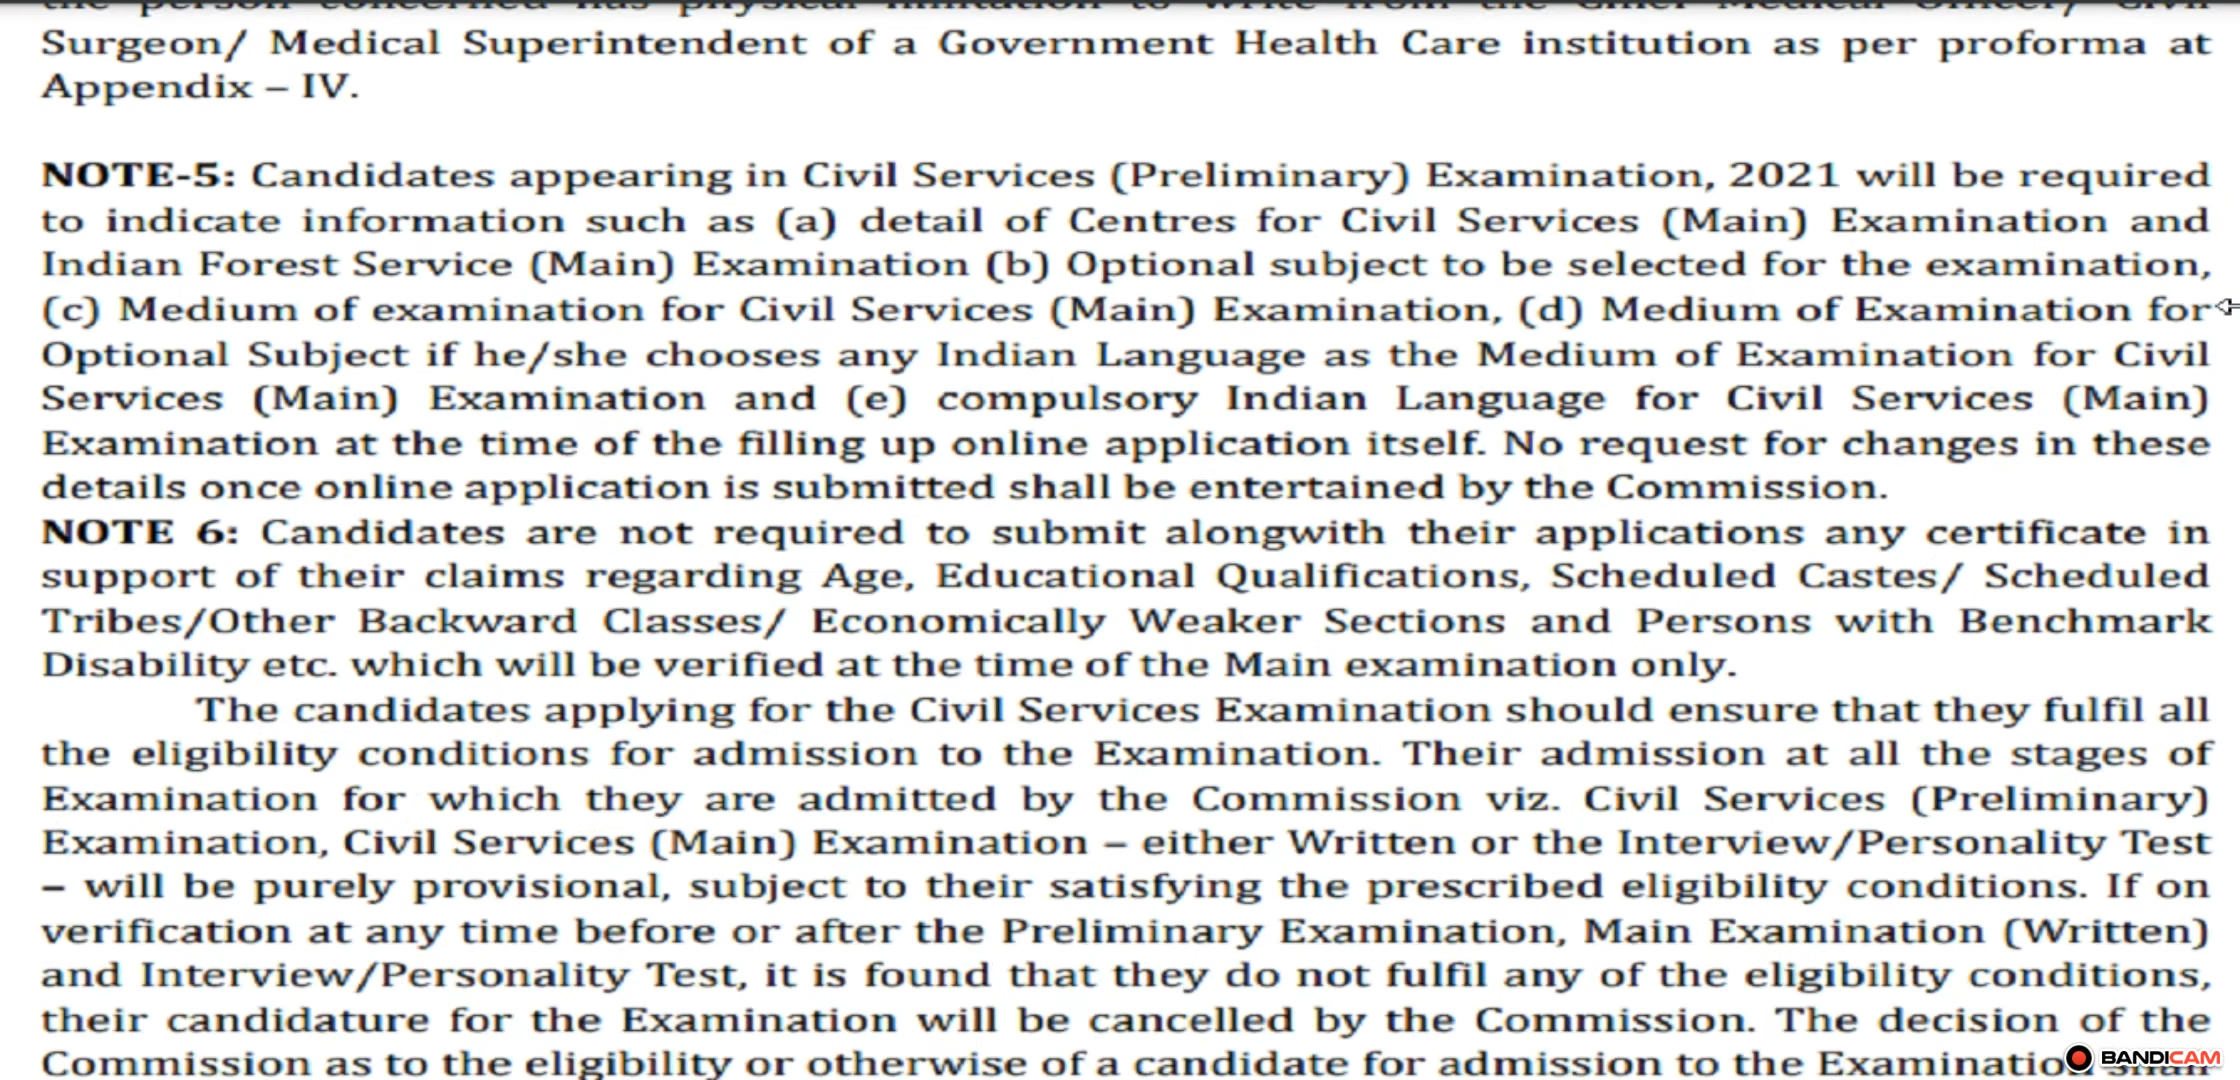 the person concerned has physical limitation to write from the Chief Medical Officer/ Civil
Surgeon/ Medical Superintendent of a Government Health Care institution as per proforma at
Appendix – IV.
NOTE-5: Candidates appearing in Civil Services (Preliminary) Examination, 2021 will be required
to indicate information such as (a) detail of Centres for Civil Services (Main) Examination and
Indian Forest Service (Main) Examination (b) Optional subject to be selected for the examination,
(c) Medium of examination for Civil Services (Main) Examination, (d) Medium of Examination for
Optional Subject if he/she chooses any Indian Language as the Medium of Examination for Civil
Services (Main) Examination and (e) compulsory Indian Language for Civil Services (Main)
Examination at the time of the filling up online application itself. No request for changes in these
details once online application is submitted shall be entertained by the Commission.
NOTE 6: Candidates are not required to submit alongwith their applications any certificate in
support of their claims regarding Age, Educational Qualifications, Scheduled Castes/ Scheduled
Tribes/Other Backward Classes/ Economically Weaker Sections and Persons with Benchmark
Disability etc. which will be verified at the time of the Main examination only.
The candidates applying for the Civil Services Examination should ensure that they fulfil all
the eligibility conditions for admission to the Examination. Their admission at all the stages of
Examination for which they are admitted by the Commission viz. Civil Services (Preliminary)
Examination, Civil Services (Main) Examination – either Written or the Interview/Personality Test
– will be purely provisional, subject to their satisfying the prescribed eligibility conditions. If on
verification at any time before or after the Preliminary Examination, Main Examination (Written)
and Interview/Personality Test, it is found that they do not fulfil any of the eligibility conditions,
their candidature for the Examination will be cancelled by the Commission. The decision of the
Commission as to the eligibility or otherwise of a candidate for admission to the Examination
BANDICAM